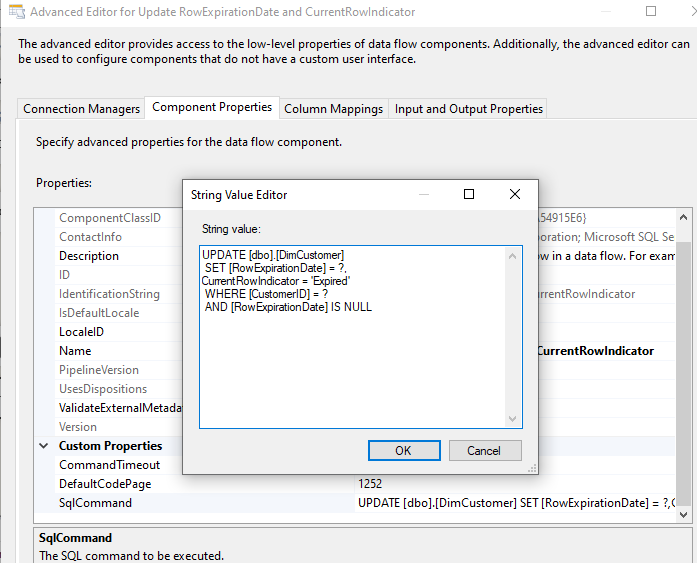 Advanced Editor for Update RowExpirationDate and CurrentRowIndicator
The advanced editor provides access to the low-level properties of data flow components. Additionally, the advanced editor can
be used to configure components that do not have a custom user interface.
Connection Managers
Component Properties
Column Mappings
Input and Output Properties
Specify advanced properties for the data flow component.
Properties:
ComponentClassID
54915E6}
ContactInfo
oration; Microsoft SQL Se
Description
w in a data flow. For exam
ID
IdentificationString
rrentRowIndicator
IsDefaultLocale
LocaleID
Name
CurrentRowIndicator
PipelineVersion
UsesDispositions
ValidateExternalMetada
Version
Custom Properties
CommandTimeout
DefaultCodePage
1252
SqlCommand
UPDATE [dbo].[DimCustomer] SET [RowExpirationDate] = ?,
SqlCommand
The SQL command to be executed.
String Value Editor
String value:
UPDATE [dbo].[DimCustomer]
SET [RowExpirationDate] = ?,
CurrentRowIndicator = 'Expired'
WHERE [CustomerID] = ?
AND [RowExpirationDate] IS NULL
OK
Cancel